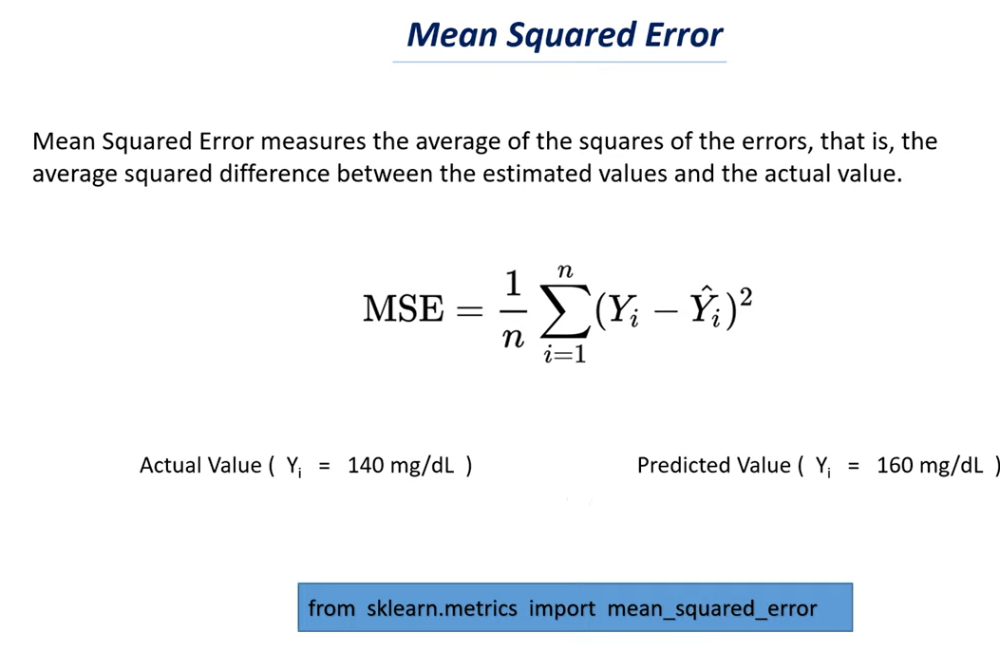 Mean Squared Error
Mean Squared Error measures the average of the squares of the errors, that is, the
average squared difference between the estimated values and the actual value.
MSE = \frac{1}{n} \sum_{i=1}^{n} (Y_i - \hat{Y}_i)^2
Actual Value ( Y_i = 140 mg/dL )
Predicted Value ( Y_i = 160 mg/dL )
from sklearn.metrics import mean_squared_error